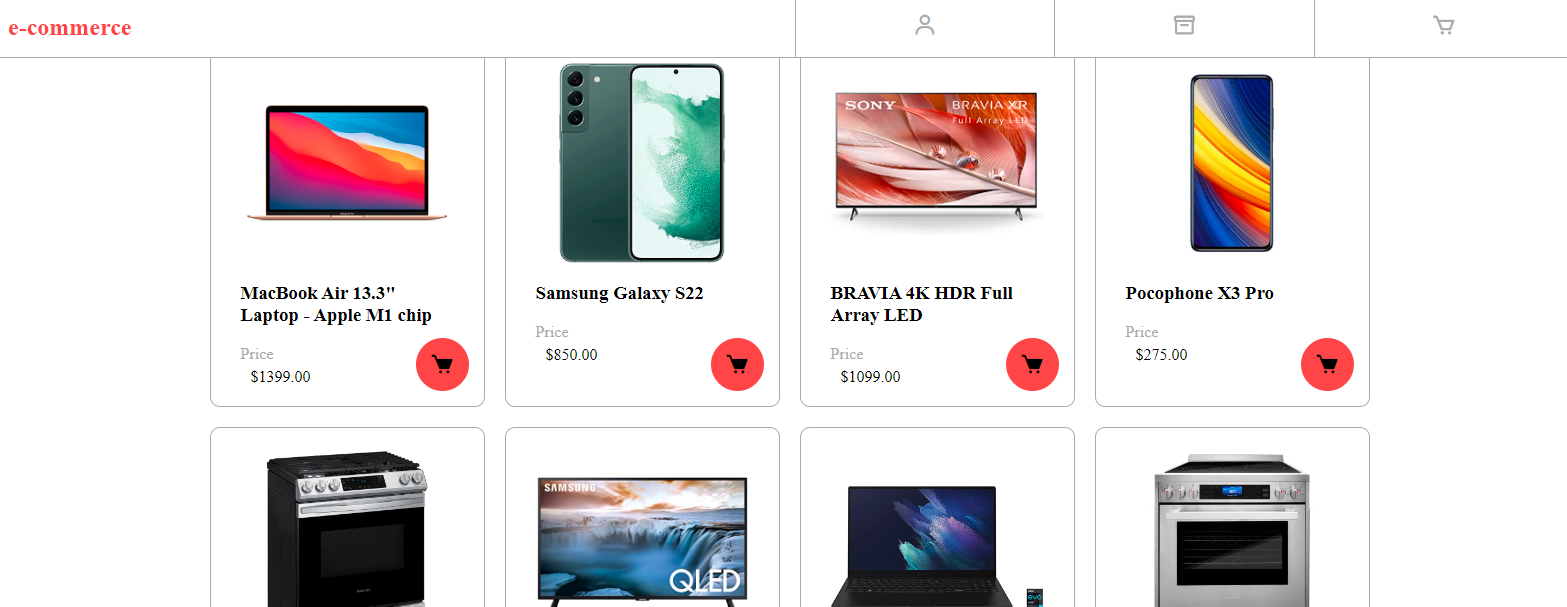 e-commerce
SONY
BRAVIA XR
Full Array LED
SAMSUNG
MacBook Air 13.3"
Laptop - Apple M1 chip
Price
$1399.00
Samsung Galaxy S22
Price
$850.00
BRAVIA 4K HDR Full
Array LED
Price
$1099.00
Pocophone X3 Pro
Price
$275.00
SAMSUNG
QLED
evo